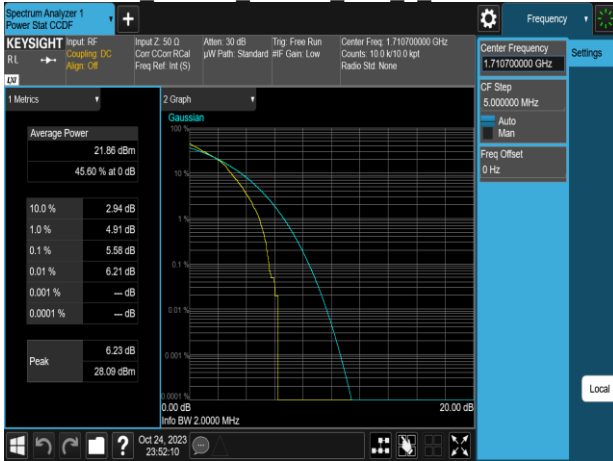 Spectrum Analyzer 1
Power Stat CCDF
Frequency
KEYSIGHT
Input: RF
Coupling: DC
Align: Off
Input Z: 50 Ω
Corr CCorr RCal
Freq Ref: Int (S)
Atten: 30 dB
µW Path: Standard
Trig: Free Run
#IF Gain: Low
Center Freq: 1.710700000 GHz
Counts: 10.0 k/10.0 kpt
Radio Std: None
RL
LXI
1 Metrics
Average Power
21.86 dBm
45.60 % at 0 dB
10.0 % 2.94 dB
1.0 % 4.91 dB
0.1 % 5.58 dB
0.01 % 6.21 dB
0.001 % --- dB
0.0001 % --- dB
Peak
6.23 dB
28.09 dBm
2 Graph
Gaussian
100 %
10 %
1 %
0.1 %
0.01 %
0.001 %
0.0001 %
0.00 dB 20.00 dB
Info BW 2.0000 MHz
Center Frequency
1.710700000 GHz
Settings
CF Step
5.000000 MHz
Auto
Man
Freq Offset
0 Hz
Local
?
Oct 24, 2023
23:52:10